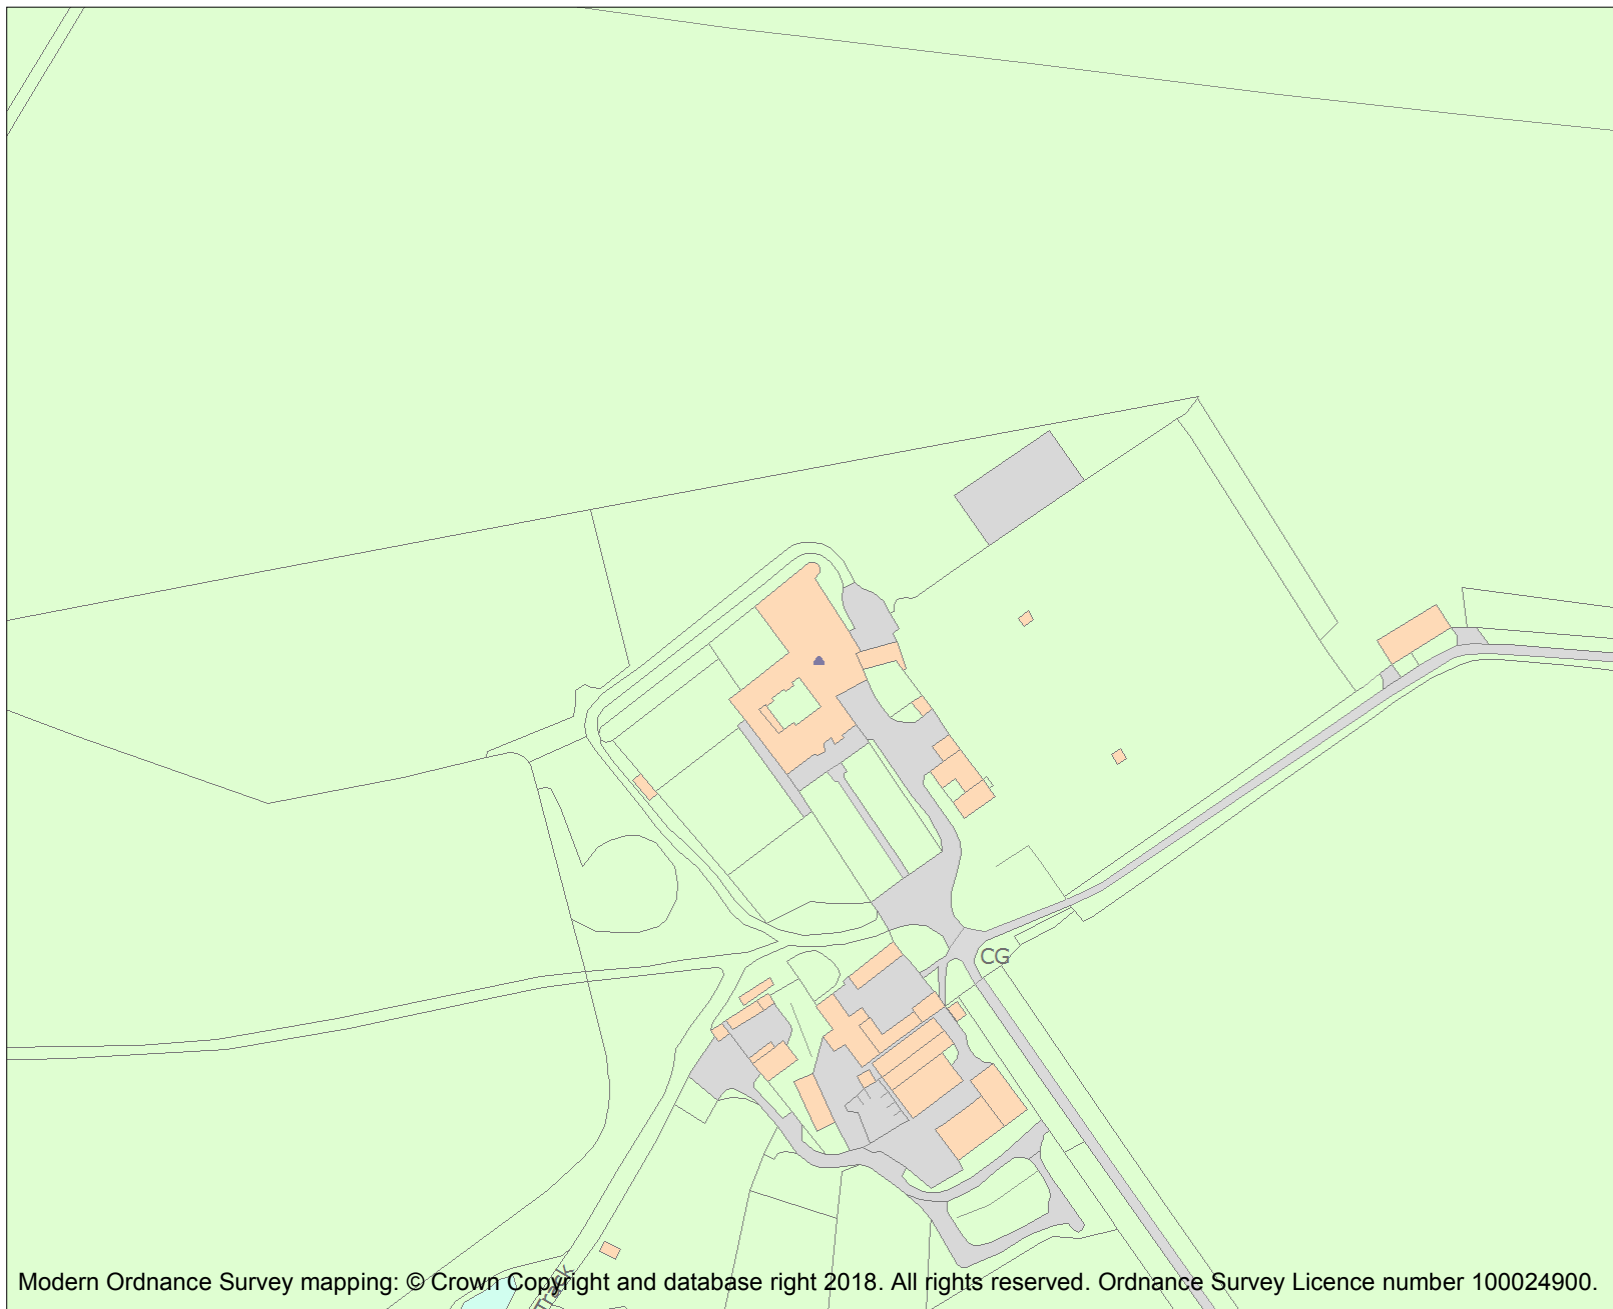 CG
Track
Modern Ordnance Survey mapping: © Crown Copyright and database right 2018. All rights reserved. Ordnance Survey Licence number 100024900.